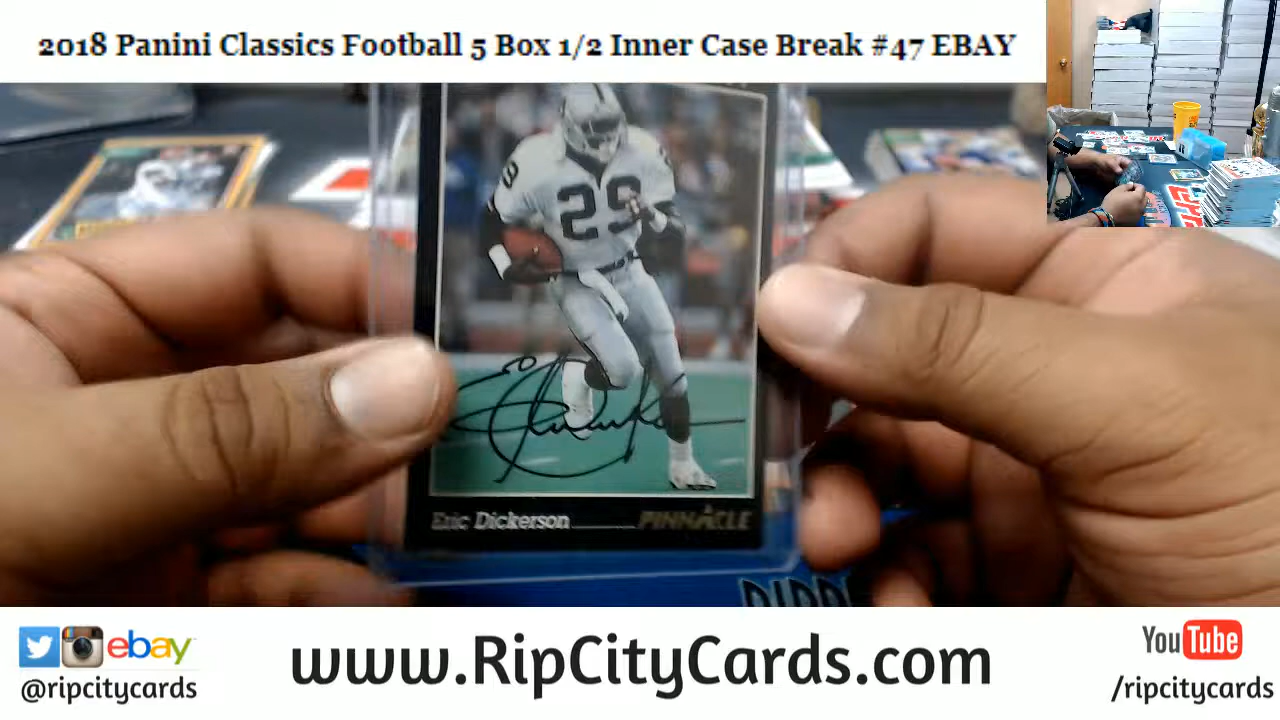 2018 Panini Classics Football 5 Box 1/2 Inner Case Break #47 EBAY
29
29
Eric Dickerson
PINNACLE
ebay
@ripcitycards
www.RipCityCards.com
YouTube
/ripcitycards